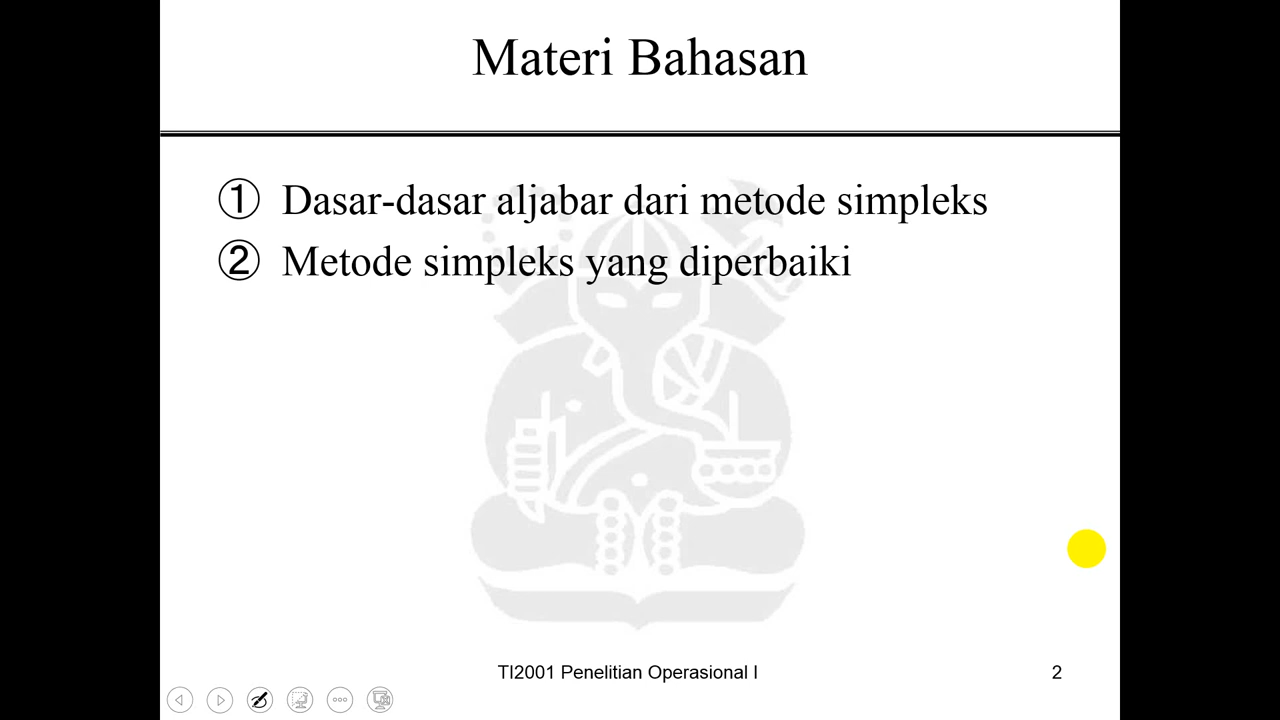 Materi Bahasan
① Dasar-dasar aljabar dari metode simpleks
② Metode simpleks yang diperbaiki
TI2001 Penelitian Operasional I
2